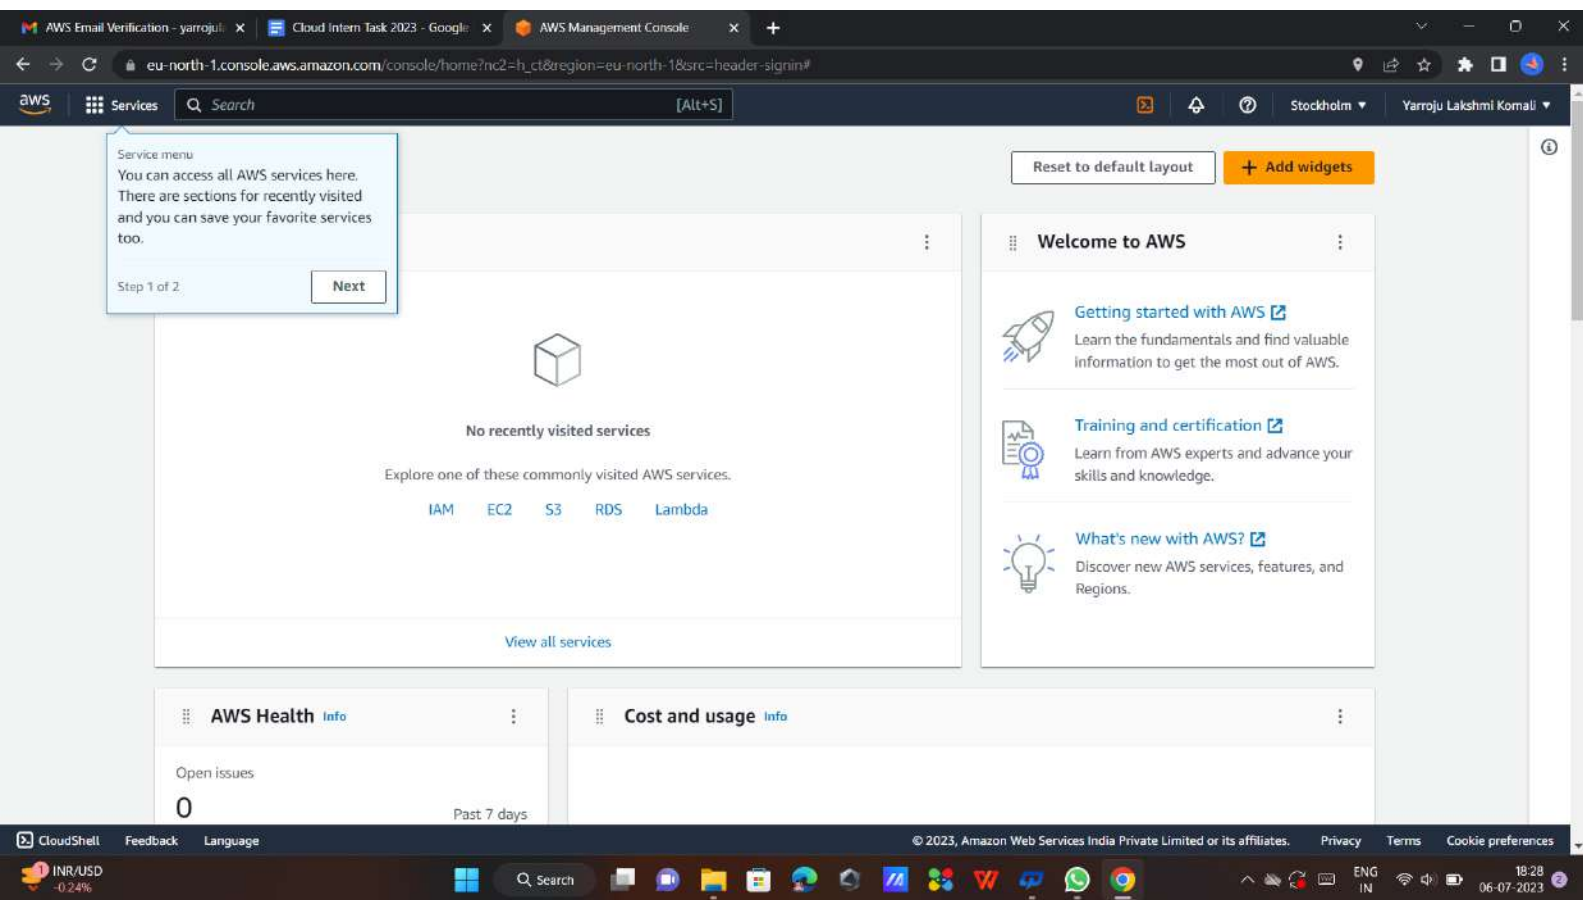 AWS Email Verification - yarroju
Cloud Intern Task 2023 - Google
AWS Management Console
eu-north-1.console.aws.amazon.com/console/home?nc2=h_ct&region=eu-north-1&src=header-signin#
aws
Services
Search
[Alt+S]
Stockholm ▼
Yarroju Lakshmi Komali ▼
Service menu
You can access all AWS services here.
There are sections for recently visited
and you can save your favorite services
too.
Step 1 of 2
Next
Reset to default layout
+ Add widgets
No recently visited services
Explore one of these commonly visited AWS services.
IAM EC2 S3 RDS Lambda
View all services
Welcome to AWS
Getting started with AWS
Learn the fundamentals and find valuable
information to get the most out of AWS.
Training and certification
Learn from AWS experts and advance your
skills and knowledge.
What's new with AWS?
Discover new AWS services, features, and
Regions.
AWS Health Info
Open issues
0
Past 7 days
Cost and usage Info
CloudShell Feedback Language
© 2023, Amazon Web Services India Private Limited or its affiliates. Privacy Terms Cookie preferences
1
INR/USD
-0.24%
Search
ENG
IN
18:28
06-07-2023
2